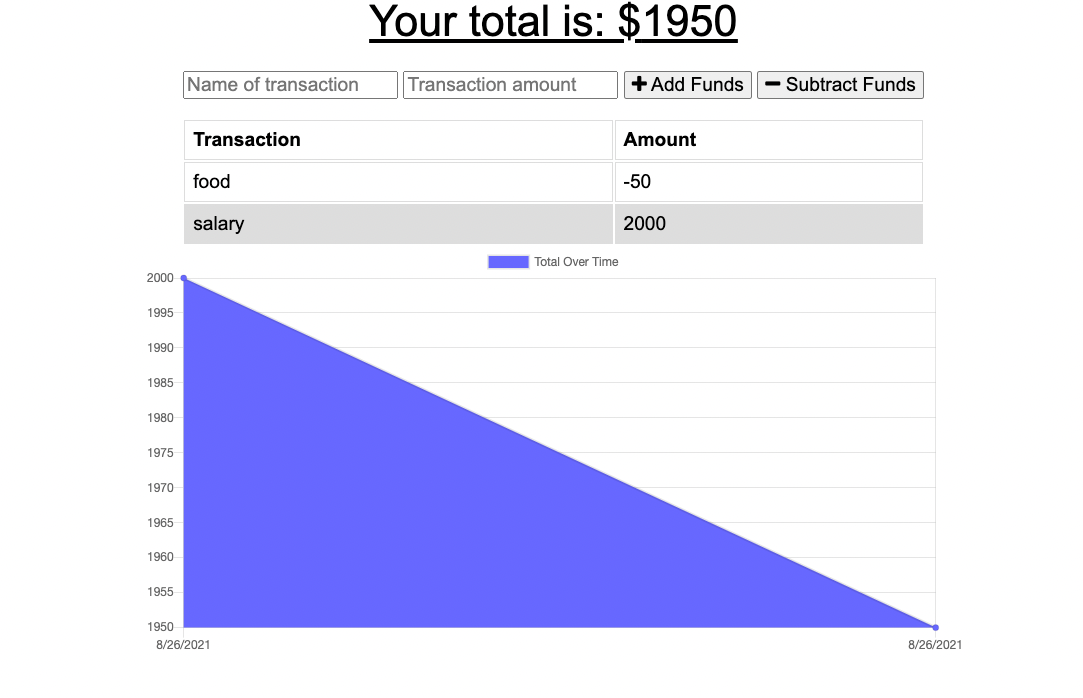 Your total is: $1950
Name of transaction Transaction amount Add Funds Subtract Funds
Transaction Amount
food -50
salary 2000
Total Over Time
2000
1995
1990
1985
1980
1975
1970
1965
1960
1955
1950
8/26/2021 8/26/2021